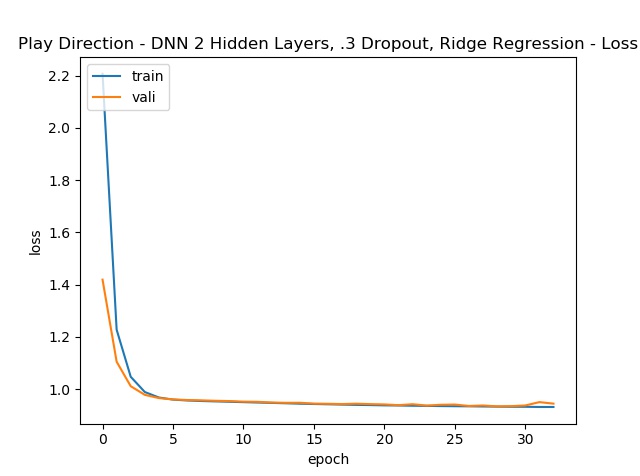 Play Direction - DNN 2 Hidden Layers, .3 Dropout, Ridge Regression - Loss
train
vali
2.2
2.0
1.8
1.6
1.4
1.2
1.0
loss
0 5 10 15 20 25 30
epoch